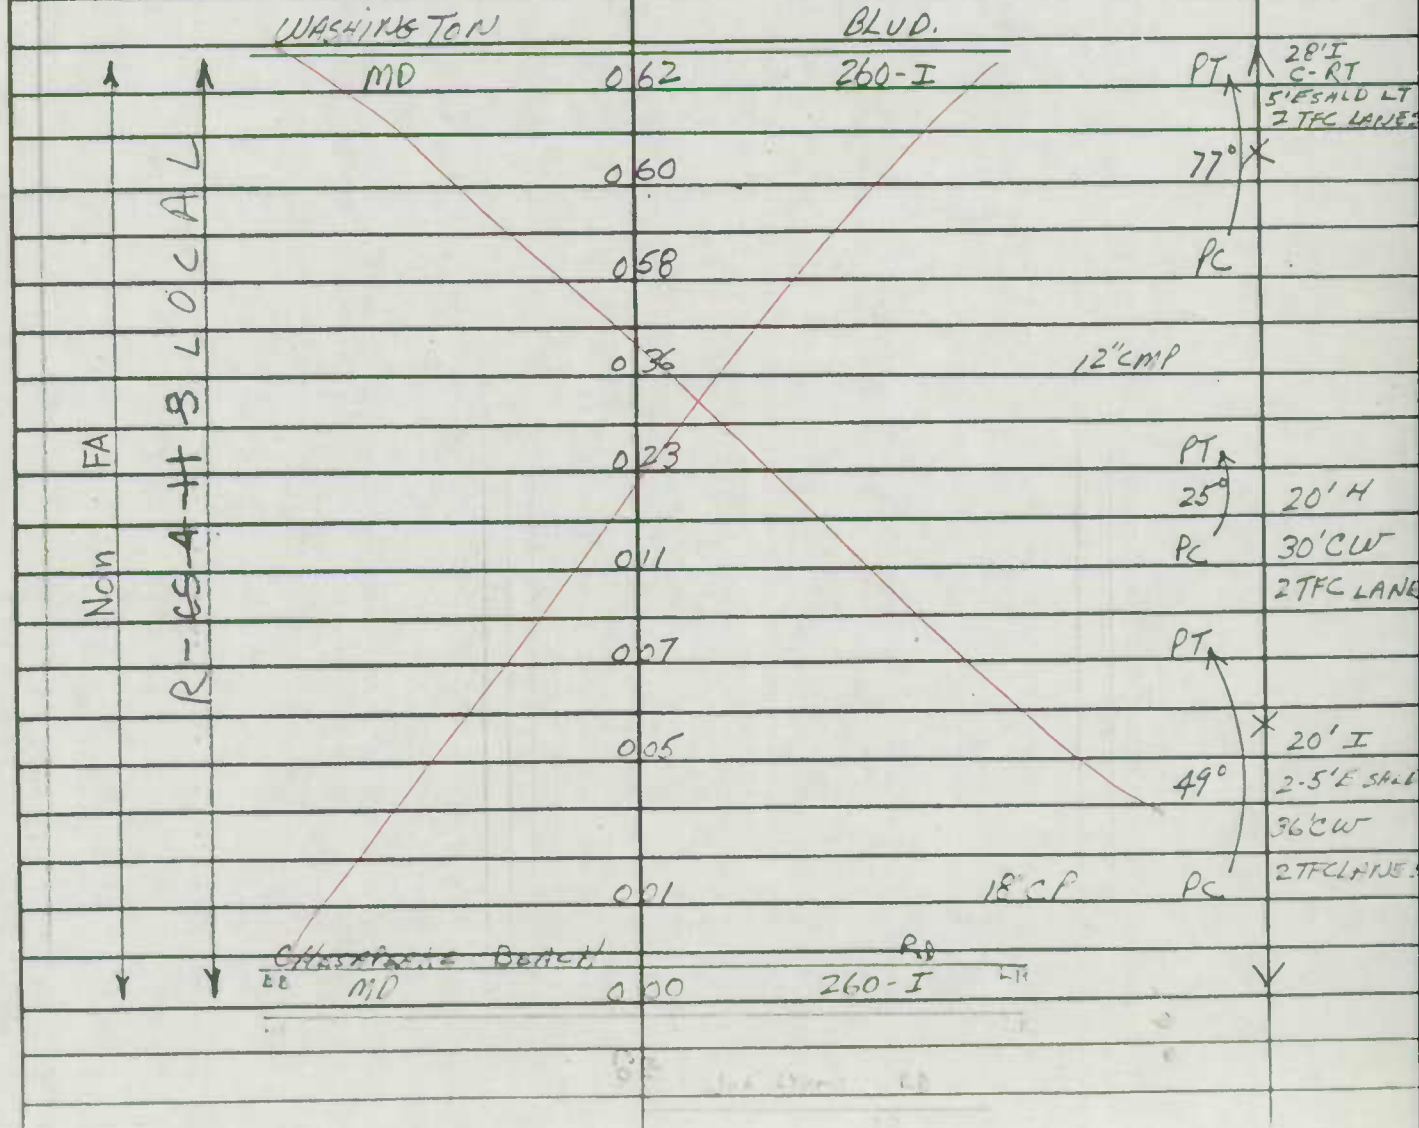 WASHINGTON BLVD.
MD 0.62 260-I PT 28' I
C-RT
5' E SHLD LT
2 TFC LANES
0.60 77°
0.58 PC
0.36 12" CMP
0.23 PT
25° 20' H
0.11 PC 30' CW
2 TFC LANE
0.07 PT
0.05 20' I
49° 2-5' E SHLD
36' CW
2 TFC LANES
0.01 18" CP PC
CHESAPEAKE BEACH RD
MD 0.00 260-I
Non FA
LOCAL